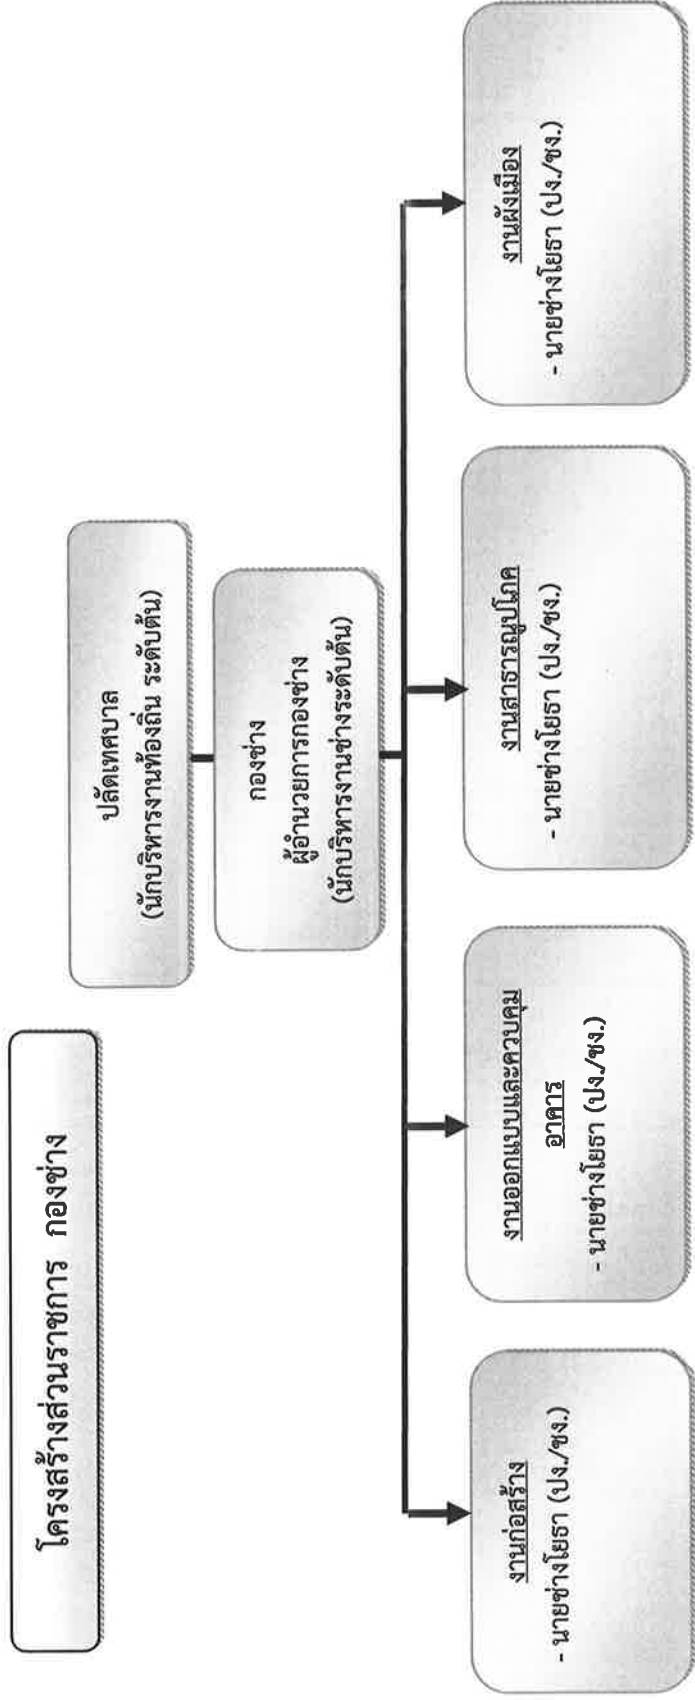 โครงสร้างส่วนราชการ กองช่าง
ปลัดเทศบาล
(นักบริหารงานท้องถิ่น ระดับต้น)
กองช่าง
ผู้อำนวยการกองช่าง
(นักบริหารงานช่างระดับต้น)
งานก่อสร้าง
- นายช่างโยธา (ปง./ชง.)
งานออกแบบและควบคุม
อาคาร
- นายช่างโยธา (ปง./ชง.)
งานสาธารณูปโภค
- นายช่างโยธา (ปง./ชง.)
งานผังเมือง
- นายช่างโยธา (ปง./ชง.)